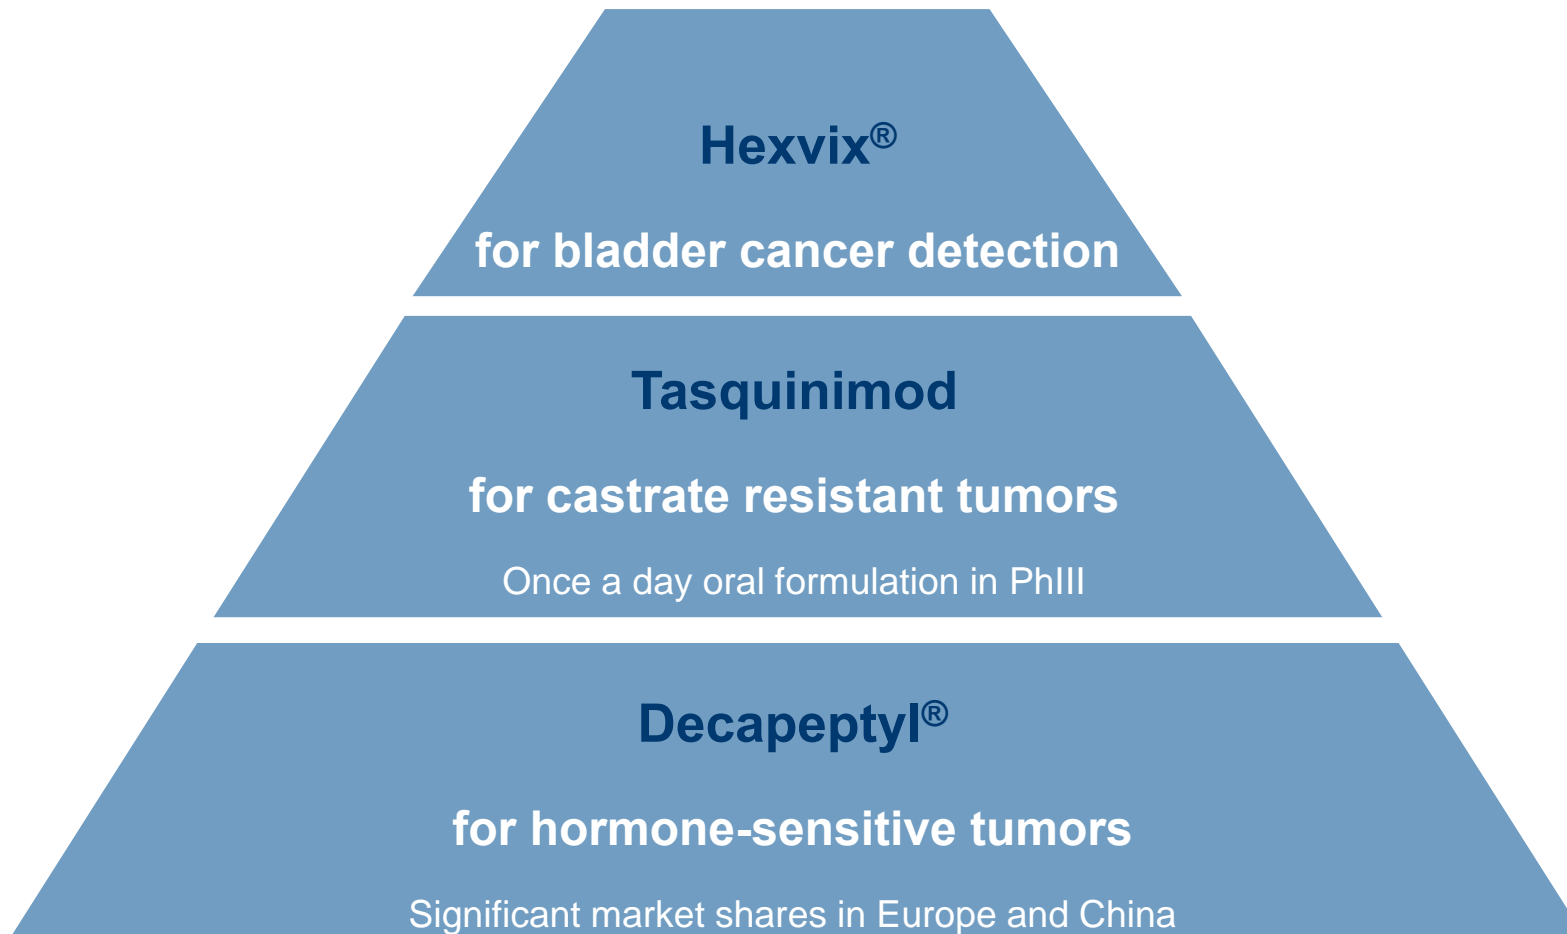 Hexvix®
for bladder cancer detection
Tasquinimod
for castrate resistant tumors
Once a day oral formulation in PhIII
Decapeptyl®
for hormone-sensitive tumors
Significant market shares in Europe and China